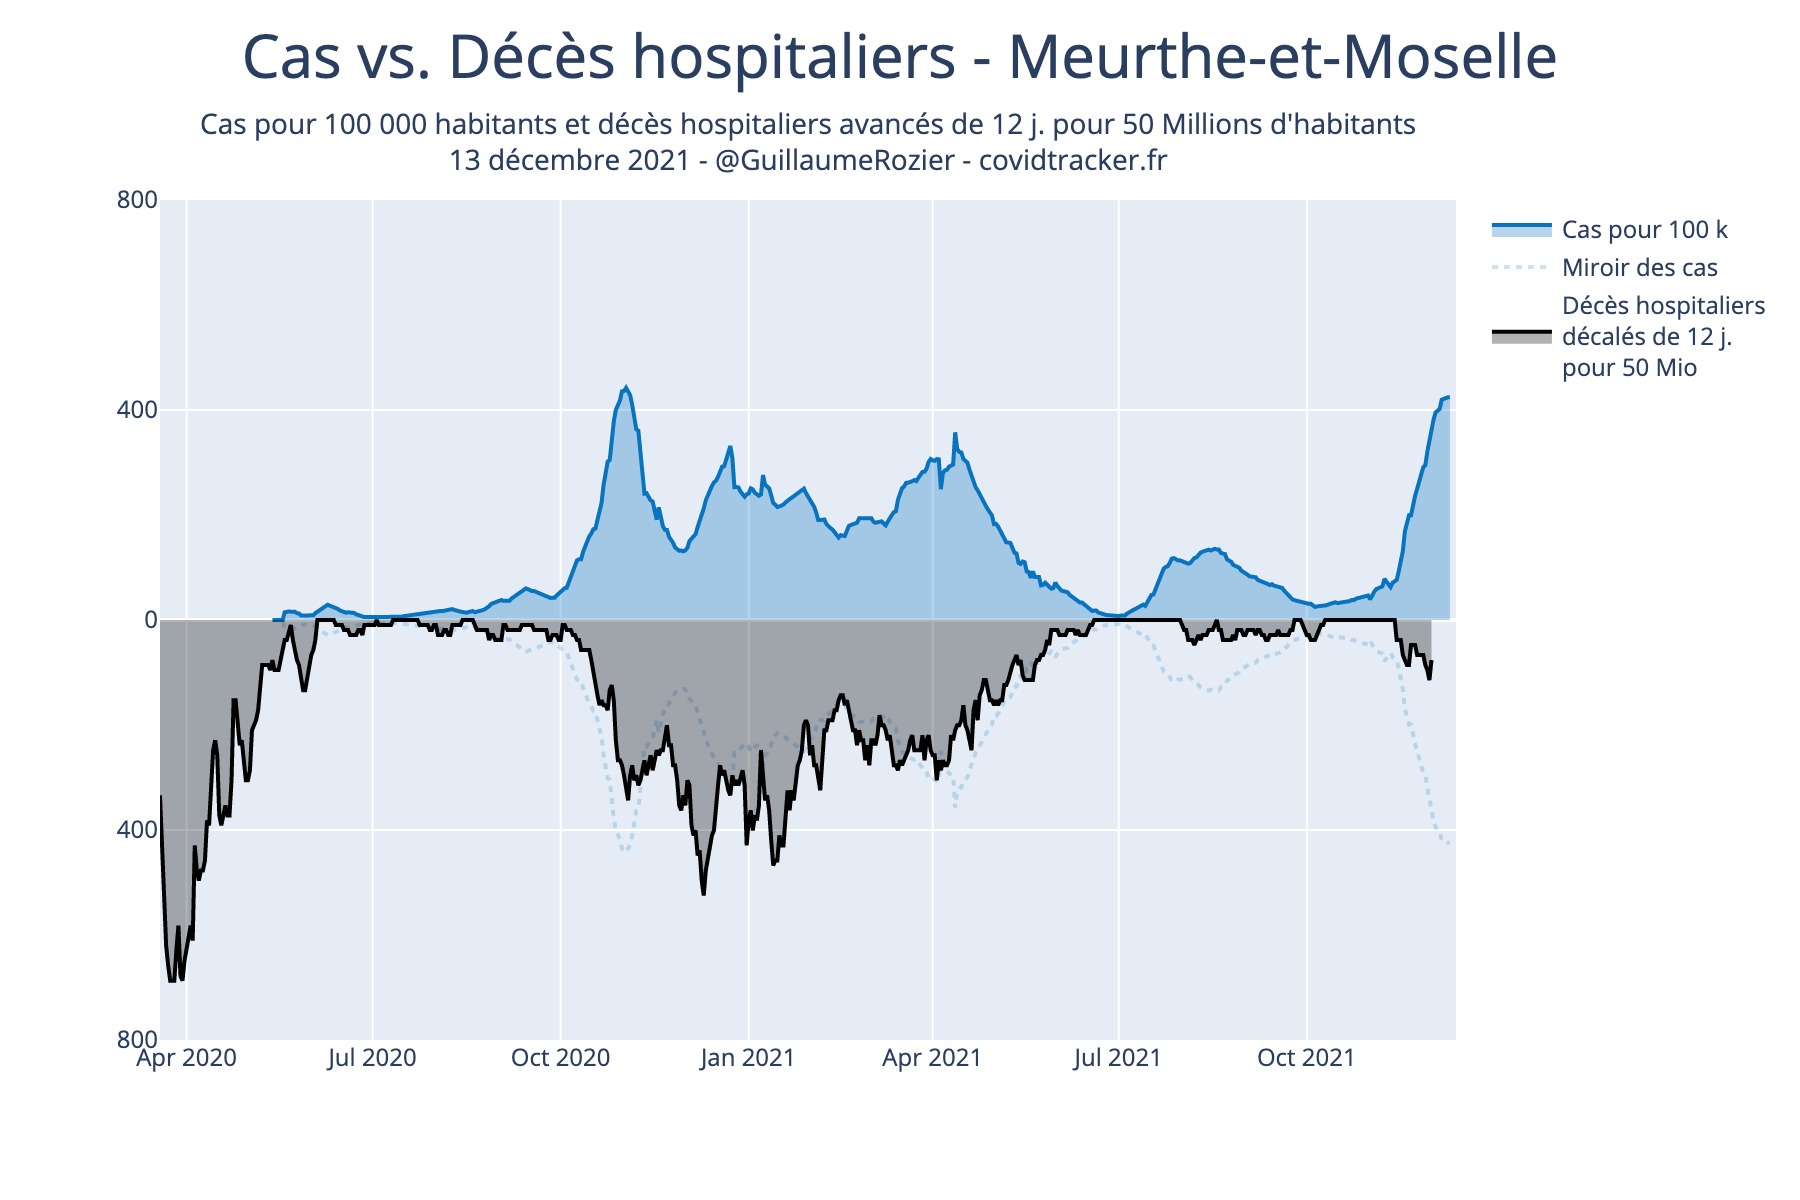 Cas vs. Décès hospitaliers - Meurthe-et-Moselle
Cas pour 100 000 habitants et décès hospitaliers avancés de 12 j. pour 50 Millions d'habitants
13 décembre 2021 - @GuillaumeRozier - covidtracker.fr
800
400
0
400
800
Apr 2020
Jul 2020
Oct 2020
Jan 2021
Apr 2021
Jul 2021
Oct 2021
Cas pour 100 k
Miroir des cas
Décès hospitaliers
décalés de 12 j.
pour 50 Mio